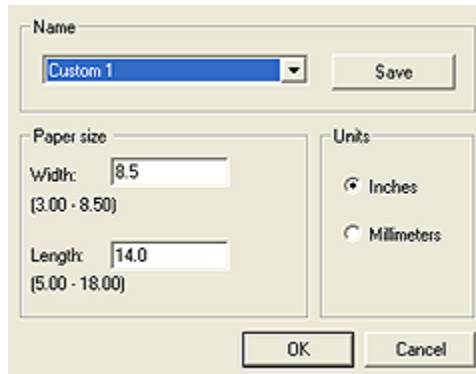 Name
Custom 1
Save
Paper size
Width: 8.5
(3.00 - 8.50)
Length: 14.0
(5.00 - 18.00)
Units
Inches
Millimeters
OK
Cancel